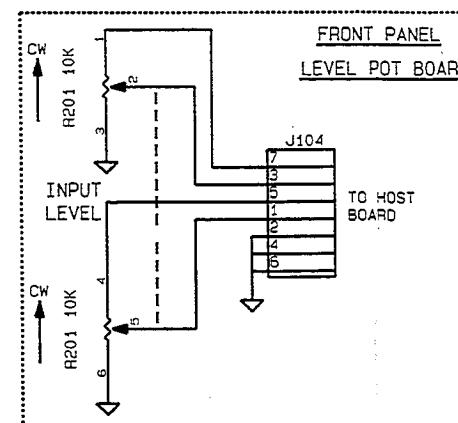 FRONT PANEL
LEVEL POT BOAR
CW
R201 10K
1
2
3
INPUT
LEVEL
J104
7
3
5
1
2
4
6
TO HOST
BOARD
CW
R201 10K
4
5
6